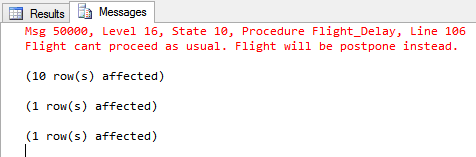 Results Messages
Msg 50000, Level 16, State 10, Procedure Flight_Delay, Line 106
Flight cant proceed as usual. Flight will be postpone instead.
(10 row(s) affected)
(1 row(s) affected)
(1 row(s) affected)